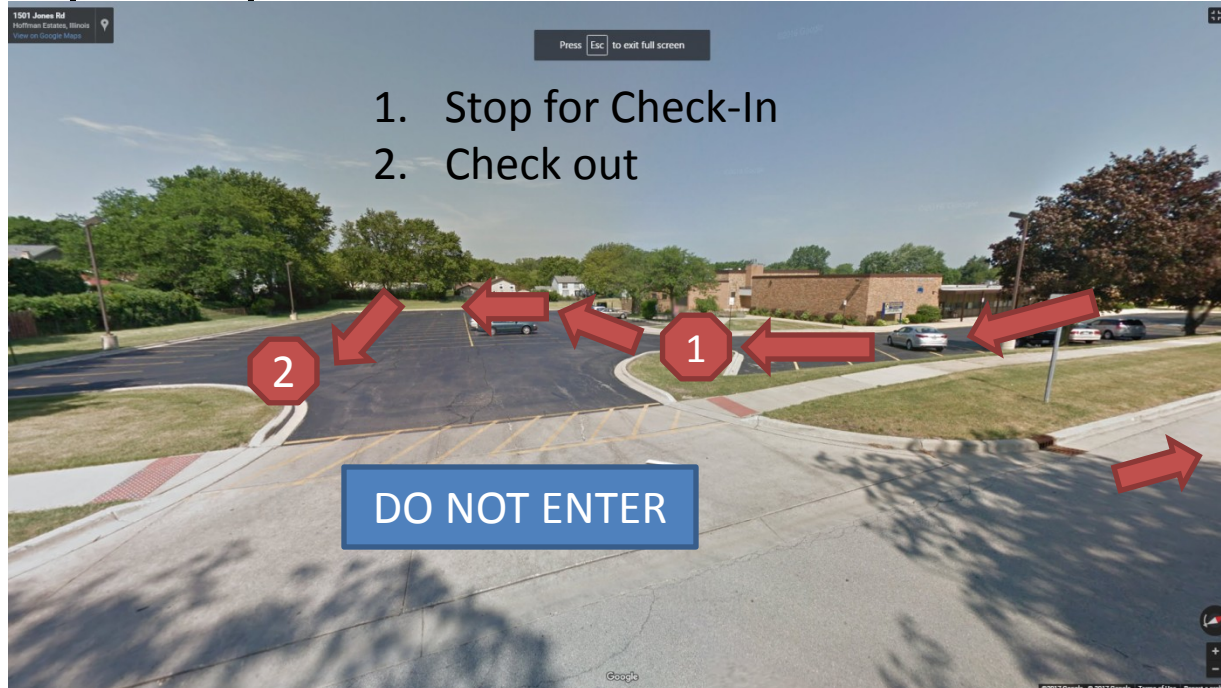 1501 Jones Rd
Hoffman Estates, Illinois
View on Google Maps
Press Esc to exit full screen
1. Stop for Check-In
2. Check out
1
2
DO NOT ENTER
Google